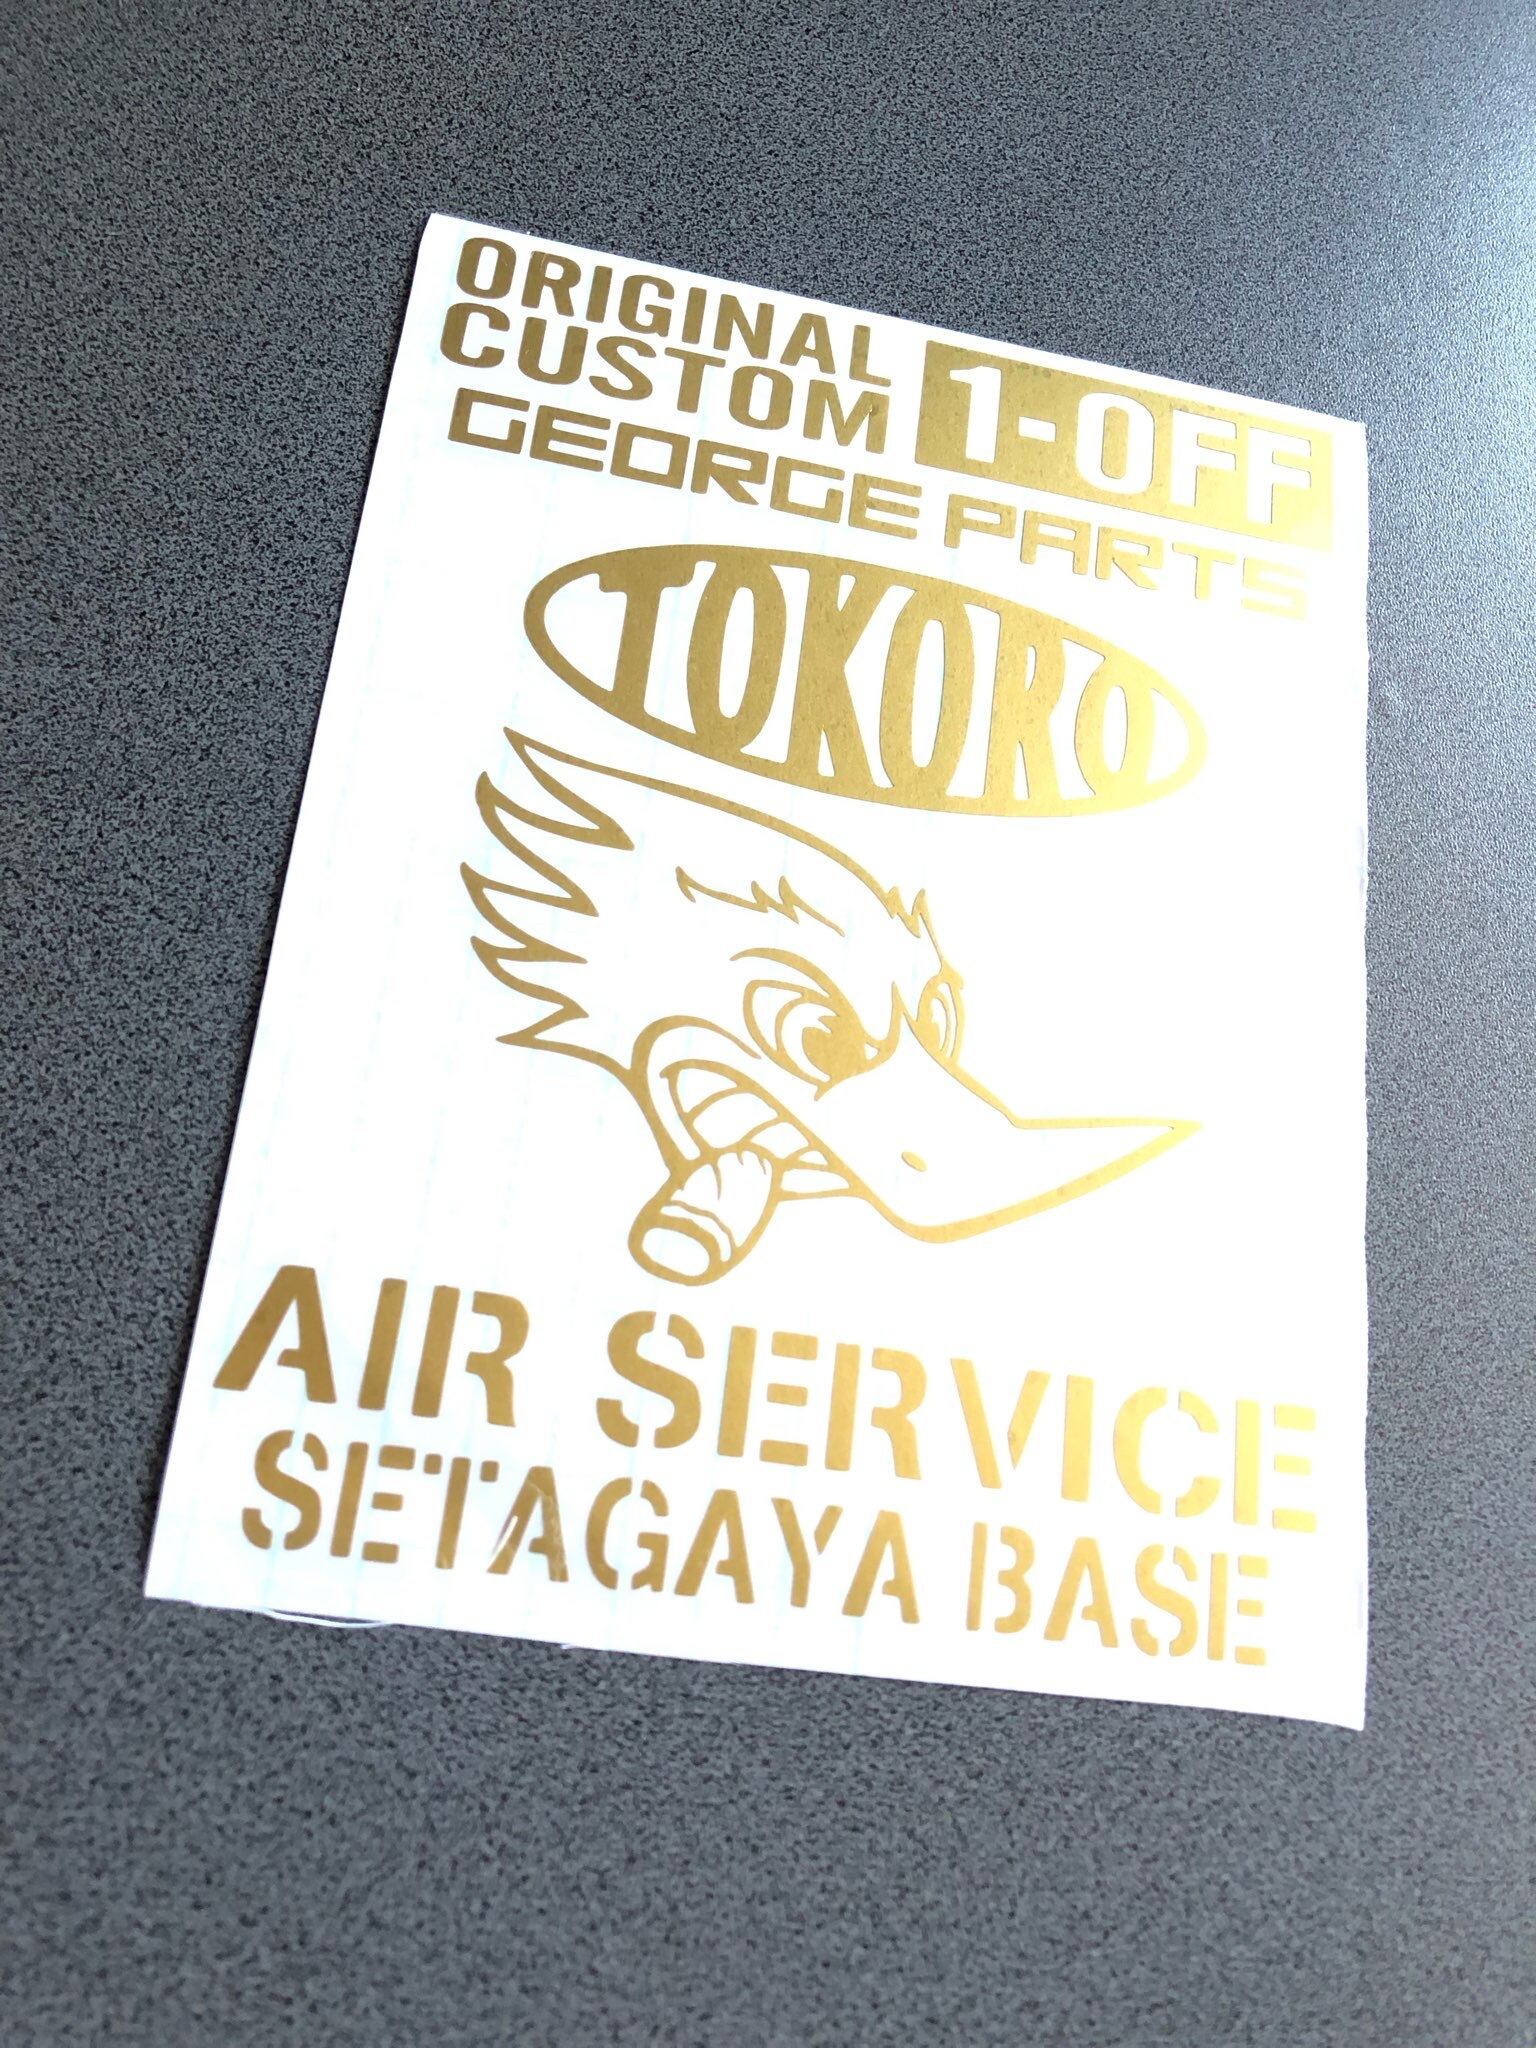 ORIGINAL
CUSTOM 1-OFF
GEORGE PARTS
TOKORO
AIR SERVICE
SETAGAYA BASE